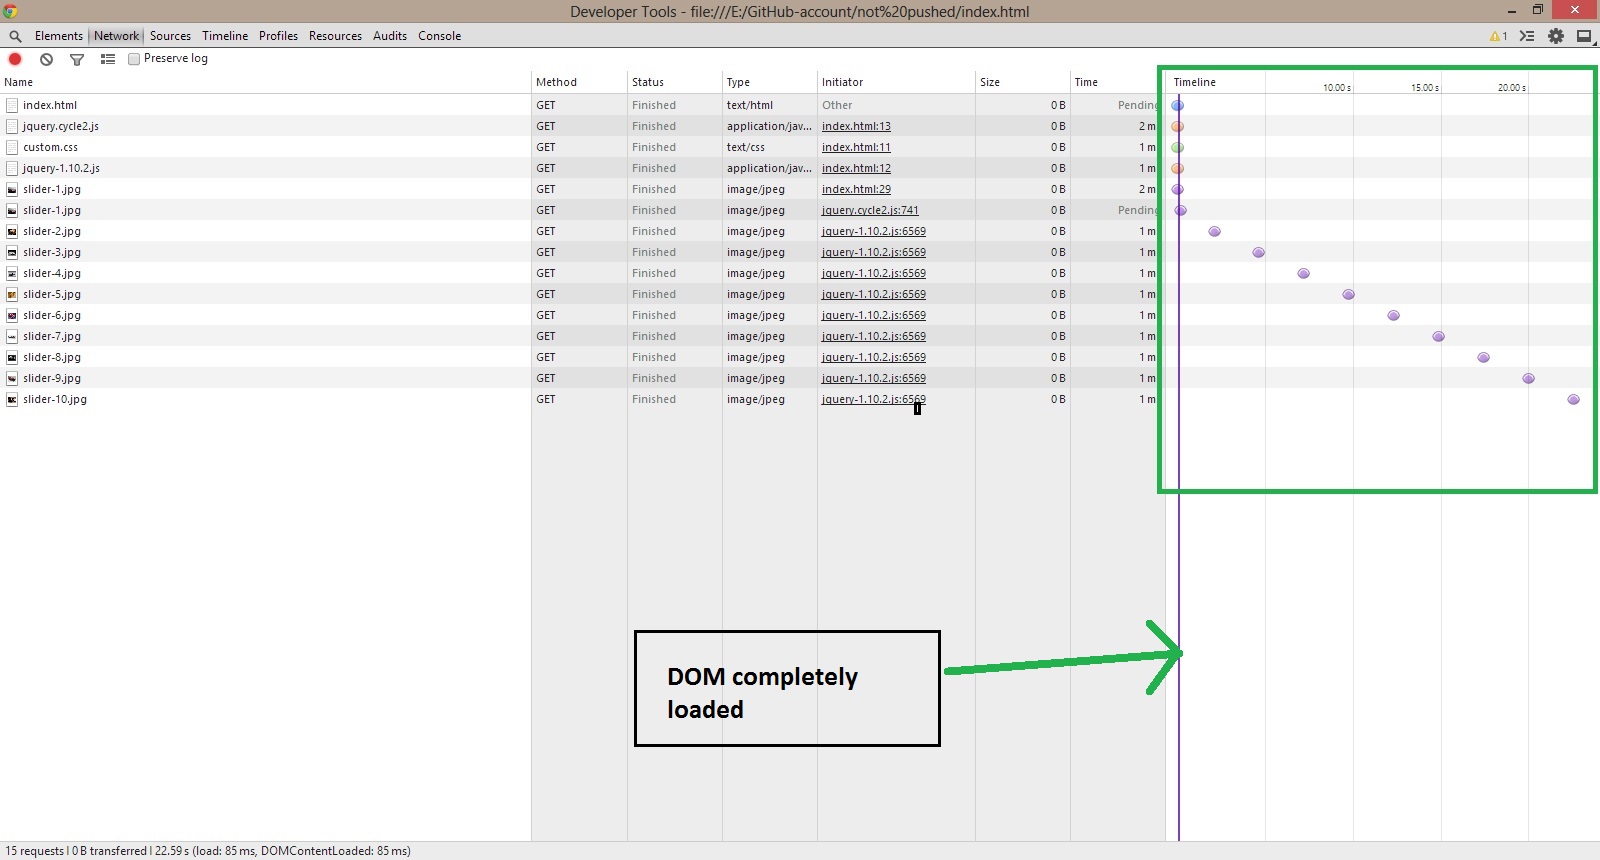 Developer Tools - file:///E:/GitHub-account/not%20pushed/index.html
Elements Network Sources Timeline Profiles Resources Audits Console 1
Preserve log
Name Method Status Type Initiator Size Time Timeline 10.00 s 15.00 s 20.00 s
index.html GET Finished text/html Other 0 B Pending
jquery.cycle2.js GET Finished application/jav... index.html:13 0 B 2 m
custom.css GET Finished text/css index.html:11 0 B 1 m
jquery-1.10.2.js GET Finished application/jav... index.html:12 0 B 1 m
slider-1.jpg GET Finished image/jpeg index.html:29 0 B 2 m
slider-1.jpg GET Finished image/jpeg jquery.cycle2.js:741 0 B Pending
slider-2.jpg GET Finished image/jpeg jquery-1.10.2.js:6569 0 B 1 m
slider-3.jpg GET Finished image/jpeg jquery-1.10.2.js:6569 0 B 1 m
slider-4.jpg GET Finished image/jpeg jquery-1.10.2.js:6569 0 B 1 m
slider-5.jpg GET Finished image/jpeg jquery-1.10.2.js:6569 0 B 1 m
slider-6.jpg GET Finished image/jpeg jquery-1.10.2.js:6569 0 B 1 m
slider-7.jpg GET Finished image/jpeg jquery-1.10.2.js:6569 0 B 1 m
slider-8.jpg GET Finished image/jpeg jquery-1.10.2.js:6569 0 B 1 m
slider-9.jpg GET Finished image/jpeg jquery-1.10.2.js:6569 0 B 1 m
slider-10.jpg GET Finished image/jpeg jquery-1.10.2.js:6569 0 B 1 m
DOM completely
loaded
15 requests | 0 B transferred | 22.59 s (load: 85 ms, DOMContentLoaded: 85 ms)